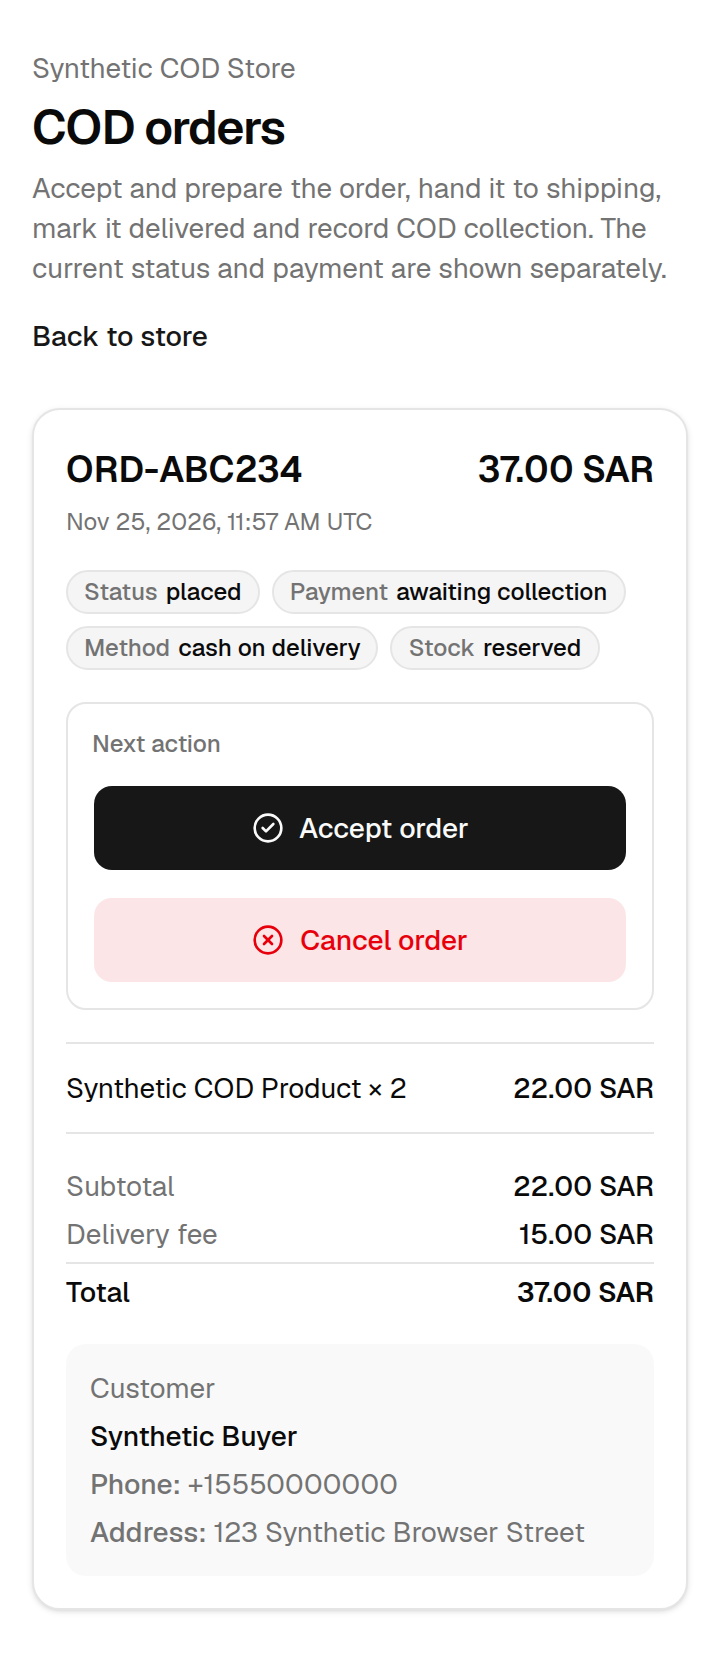 Synthetic COD Store
COD orders
Accept and prepare the order, hand it to shipping,
mark it delivered and record COD collection. The
current status and payment are shown separately.
Back to store
ORD-ABC234 37.00 SAR
Nov 25, 2026, 11:57 AM UTC
Status placed Payment awaiting collection
Method cash on delivery Stock reserved
Next action
Accept order
Cancel order
Synthetic COD Product × 2 22.00 SAR
Subtotal 22.00 SAR
Delivery fee 15.00 SAR
Total 37.00 SAR
Customer
Synthetic Buyer
Phone: +15550000000
Address: 123 Synthetic Browser Street